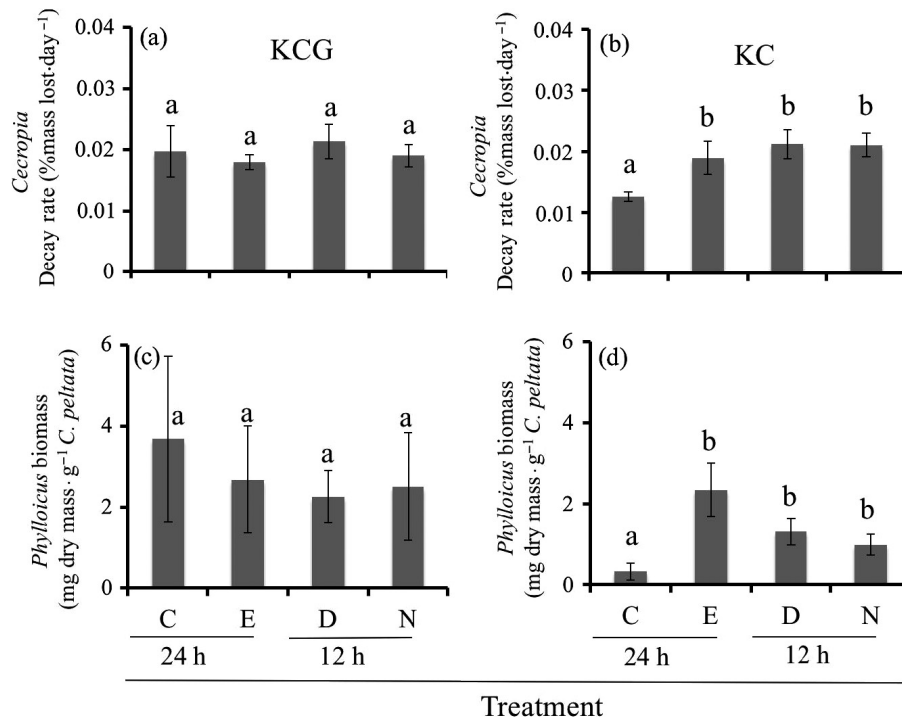 (a)
KCG
Cecropia
Decay rate (%mass lost·day⁻¹)
0.04
0.03
0.02
0.01
0
a
a
a
a
(b)
KC
Cecropia
Decay rate (%mass lost·day⁻¹)
0.04
0.03
0.02
0.01
0
a
b
b
b
(c)
Phylloicus biomass
(mg dry mass · g⁻¹ C. peltata)
6
4
2
0
a
a
a
a
C E D N
24 h 12 h
(d)
Phylloicus biomass
(mg dry mass · g⁻¹ C. peltata)
6
4
2
0
a
b
b
b
C E D N
24 h 12 h
Treatment